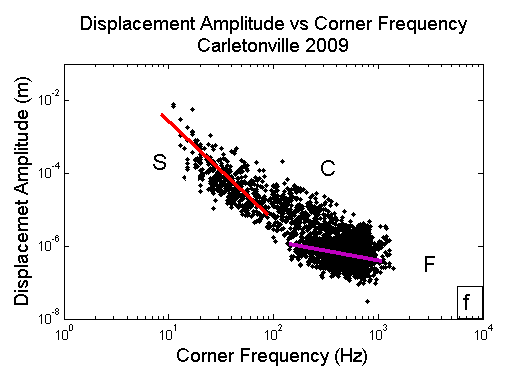 Displacement Amplitude vs Corner Frequency
Carletonville 2009
Displacemet Amplitude (m)
10^-2
10^-4
10^-6
10^-8
S
C
F
f
10^0
10^1
10^2
10^3
10^4
Corner Frequency (Hz)